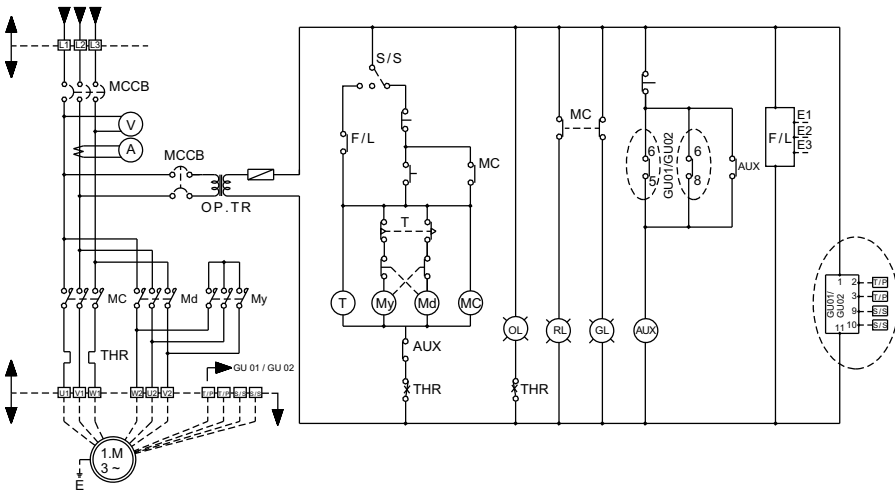 L1 L2 L3
MCCB
V
A
MCCB
OP.TR
MC Md My
THR
GU 01 / GU 02
U1 V1 W1 W2 U2 V2 T/P T/P S/S S/S
1.M
3 ~
E
S/S
F/L
MC
T
T My Md MC
AUX
THR
OL
THR
MC
RL GL
6
5
GU01/GU02
6
8
AUX
AUX
F/L
E1
E2
E3
GU01/
GU02
1 2 T/P
3 T/P
9 S/S
11 10 S/S